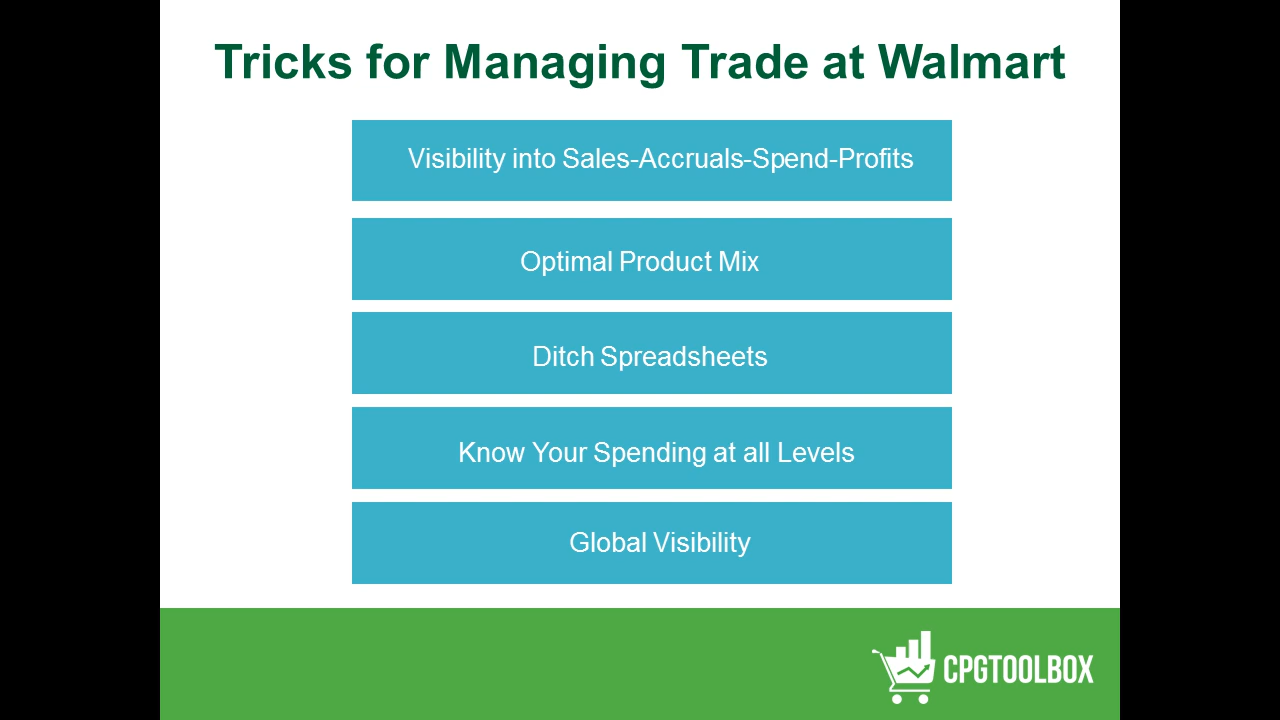 Tricks for Managing Trade at Walmart
Visibility into Sales-Accruals-Spend-Profits
Optimal Product Mix
Ditch Spreadsheets
Know Your Spending at all Levels
Global Visibility
CPGTOOLBOX